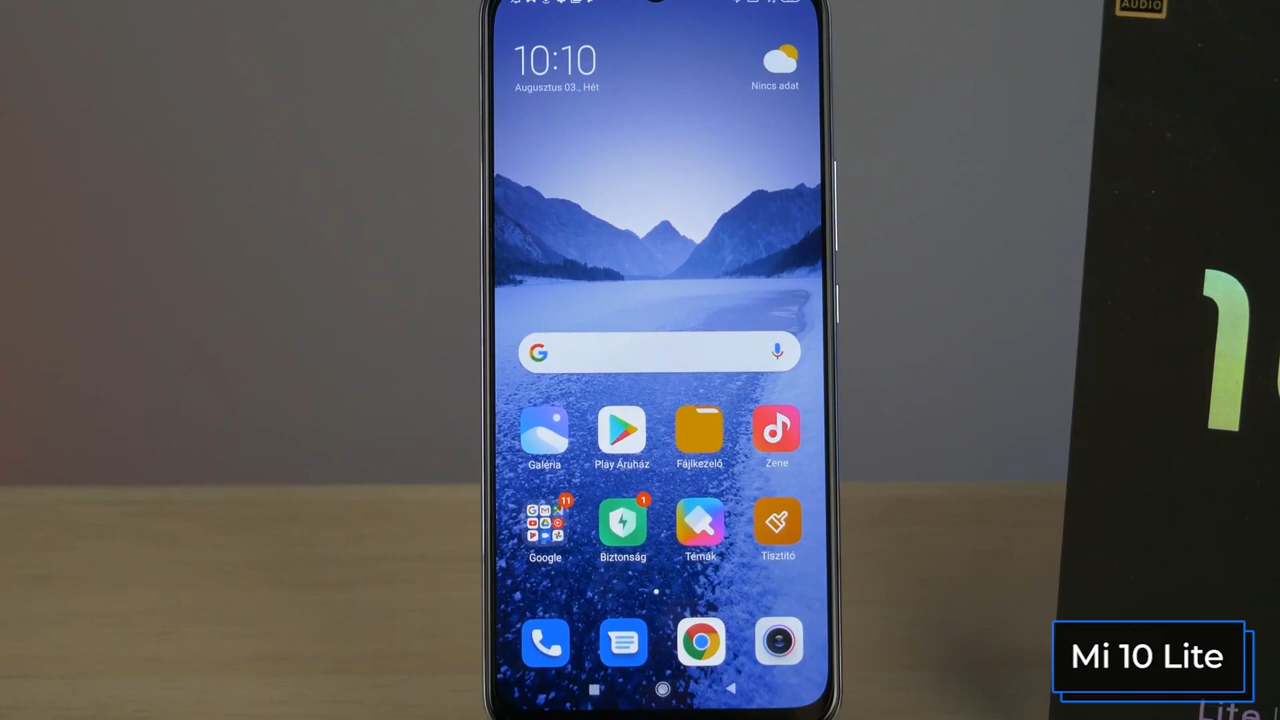 AUDIO
10:10
Augusztus 03., Hét
Nincs adat
Galéria
Play Áruház
Fájlkezelő
Zene
11
1
Google
Biztonság
Témák
Tisztító
Mi 10 Lite
Lite